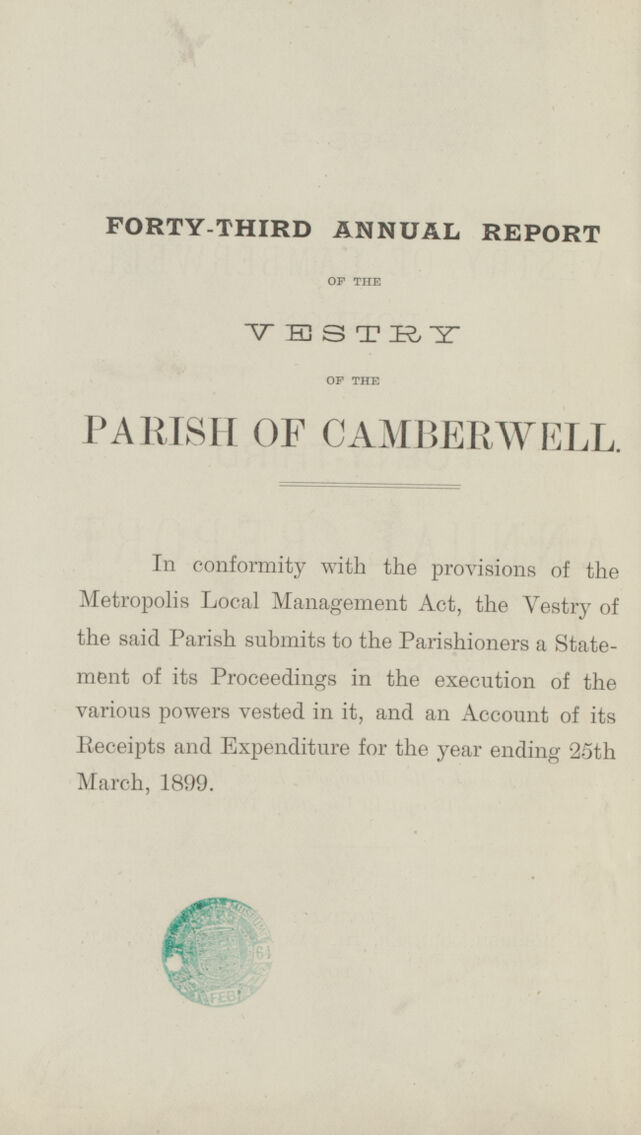 FORTY-THIRD ANNUAL REPORT
OF THE
VESTRY
OF THE
PARISH OF CAMBERWELL.
In conformity with the provisions of the
Metropolis Local Management Act, the Vestry of
the said Parish submits to the Parishioners a State-
ment of its Proceedings in the execution of the
various powers vested in it, and an Account of its
Receipts and Expenditure for the year ending 25th
March, 1899.
FEB